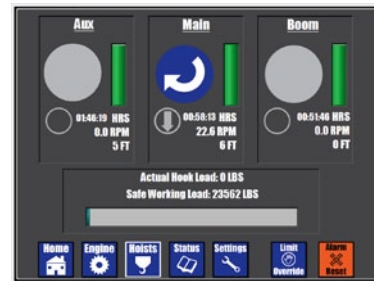 Aux
Main
Boom
01:46:19 HRS
0.0 RPM
5 FT
00:58:13 HRS
22.6 RPM
6 FT
00:51:46 HRS
0.0 RPM
0 FT
Actual Hook Load: 0 LBS
Safe Working Load: 23562 LBS
Home
Engine
Hoists
Status
Settings
Limit
Override
Alarm
Reset